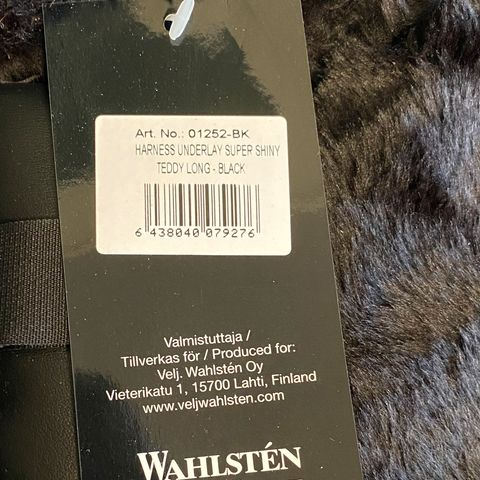 Art. No.: 01252-BK
HARNESS UNDERLAY SUPER SHINY
TEDDY LONG - BLACK
6 438040 079276
Valmistuttaja /
Tillverkas för / Produced for:
Velj. Wahlstén Oy
Vieterikatu 1, 15700 Lahti, Finland
www.veljwahlsten.com
WAHLSTÉN